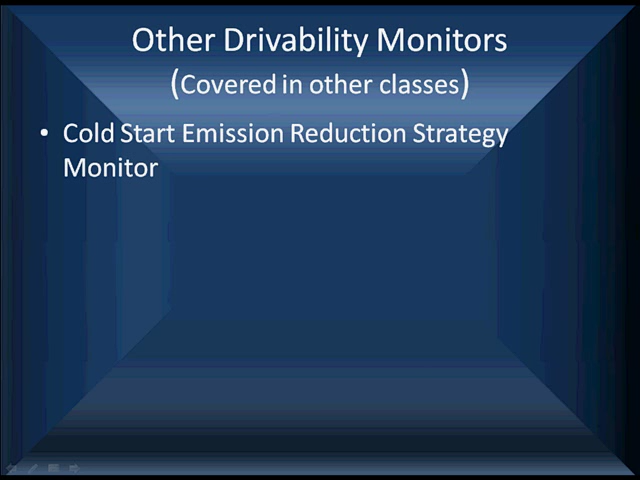 Other Drivability Monitors
(Covered in other classes)
• Cold Start Emission Reduction Strategy
Monitor